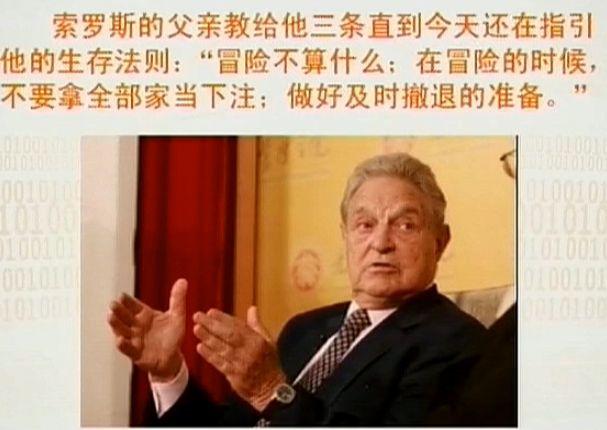 索罗斯的父亲教给他三条直到今天还在指引
他的生存法则：“冒险不算什么；在冒险的时候，
不要拿全部家当下注；做好及时撤退的准备。”